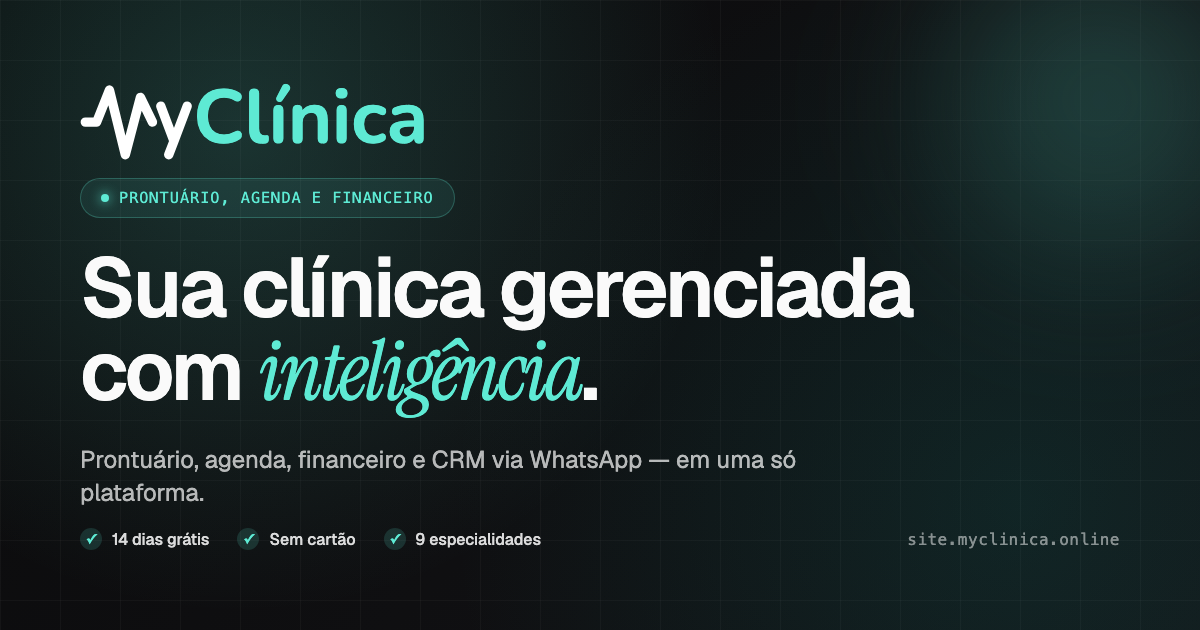 MyClínica
PRONTUÁRIO, AGENDA E FINANCEIRO
Sua clínica gerenciada
com inteligência.
Prontuário, agenda, financeiro e CRM via WhatsApp — em uma só
plataforma.
✓ 14 dias grátis ✓ Sem cartão ✓ 9 especialidades
site.myclinica.online